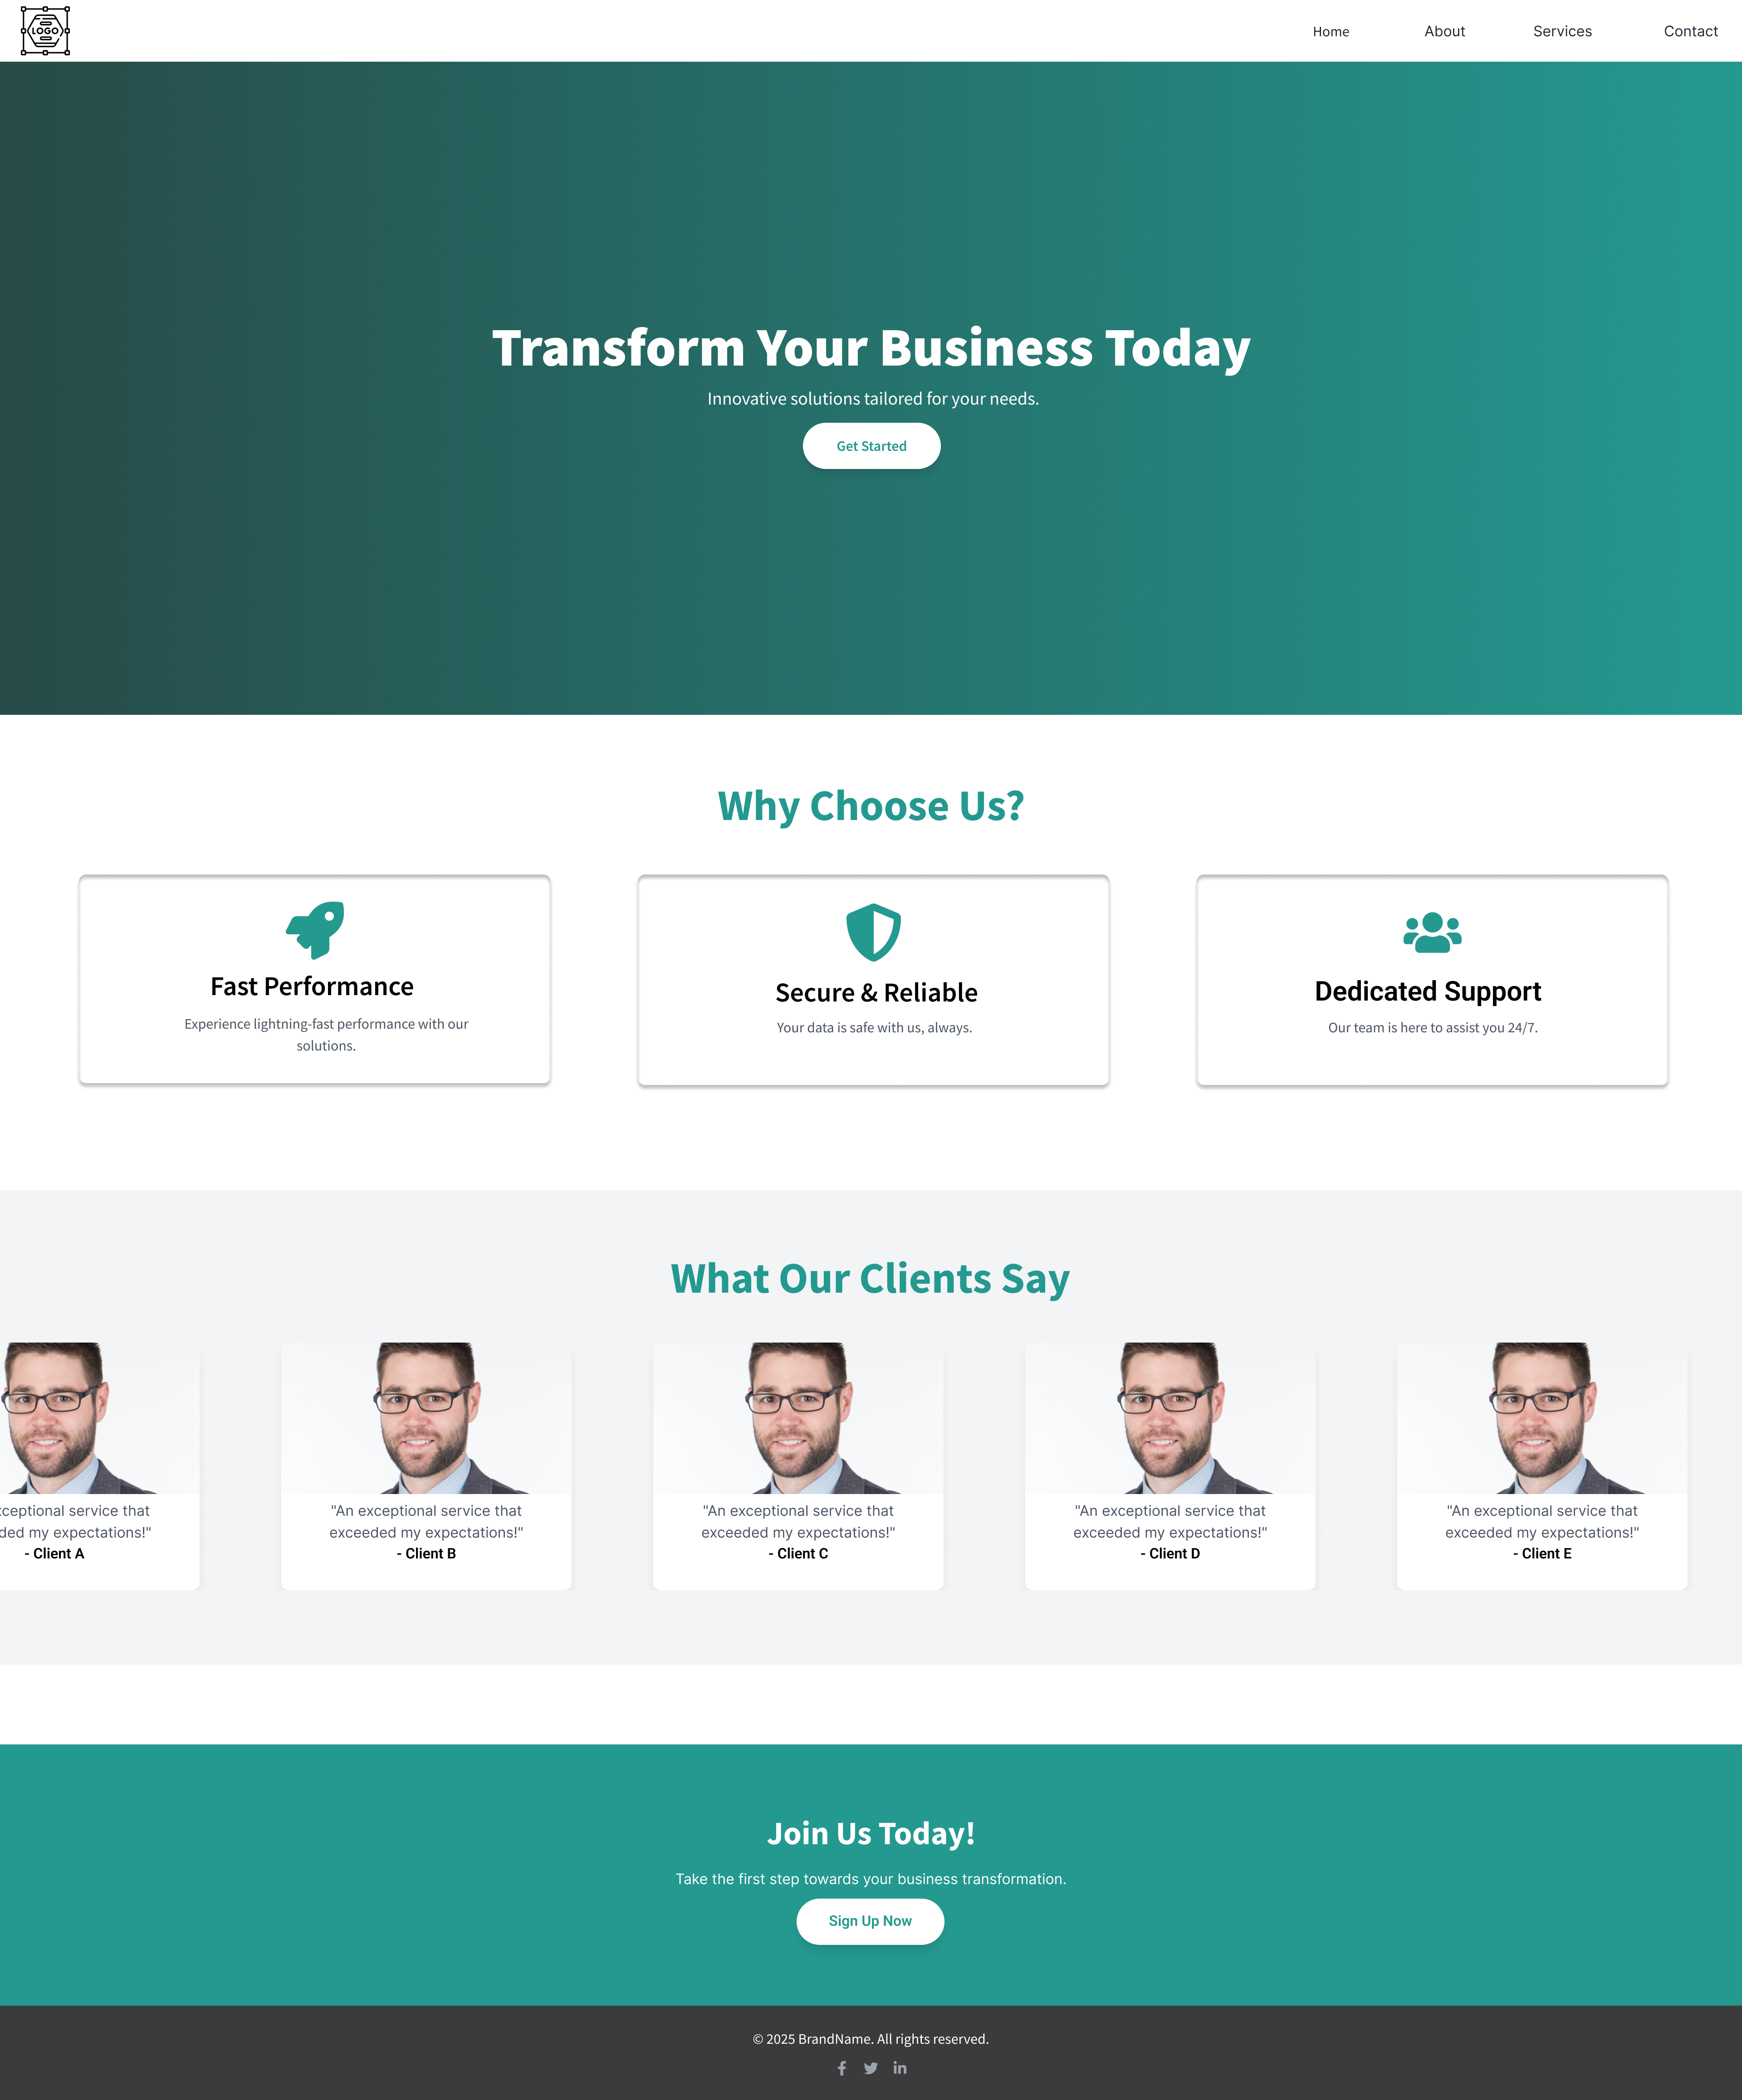 LOGO
Home
About
Services
Contact
Transform Your Business Today
Innovative solutions tailored for your needs.
Get Started
Why Choose Us?
Fast Performance
Experience lightning-fast performance with our
solutions.
Secure & Reliable
Your data is safe with us, always.
Dedicated Support
Our team is here to assist you 24/7.
What Our Clients Say
ceptional service that
ded my expectations!"
- Client A
"An exceptional service that
exceeded my expectations!"
- Client B
"An exceptional service that
exceeded my expectations!"
- Client C
"An exceptional service that
exceeded my expectations!"
- Client D
"An exceptional service that
exceeded my expectations!"
- Client E
Join Us Today!
Take the first step towards your business transformation.
Sign Up Now
© 2025 BrandName. All rights reserved.